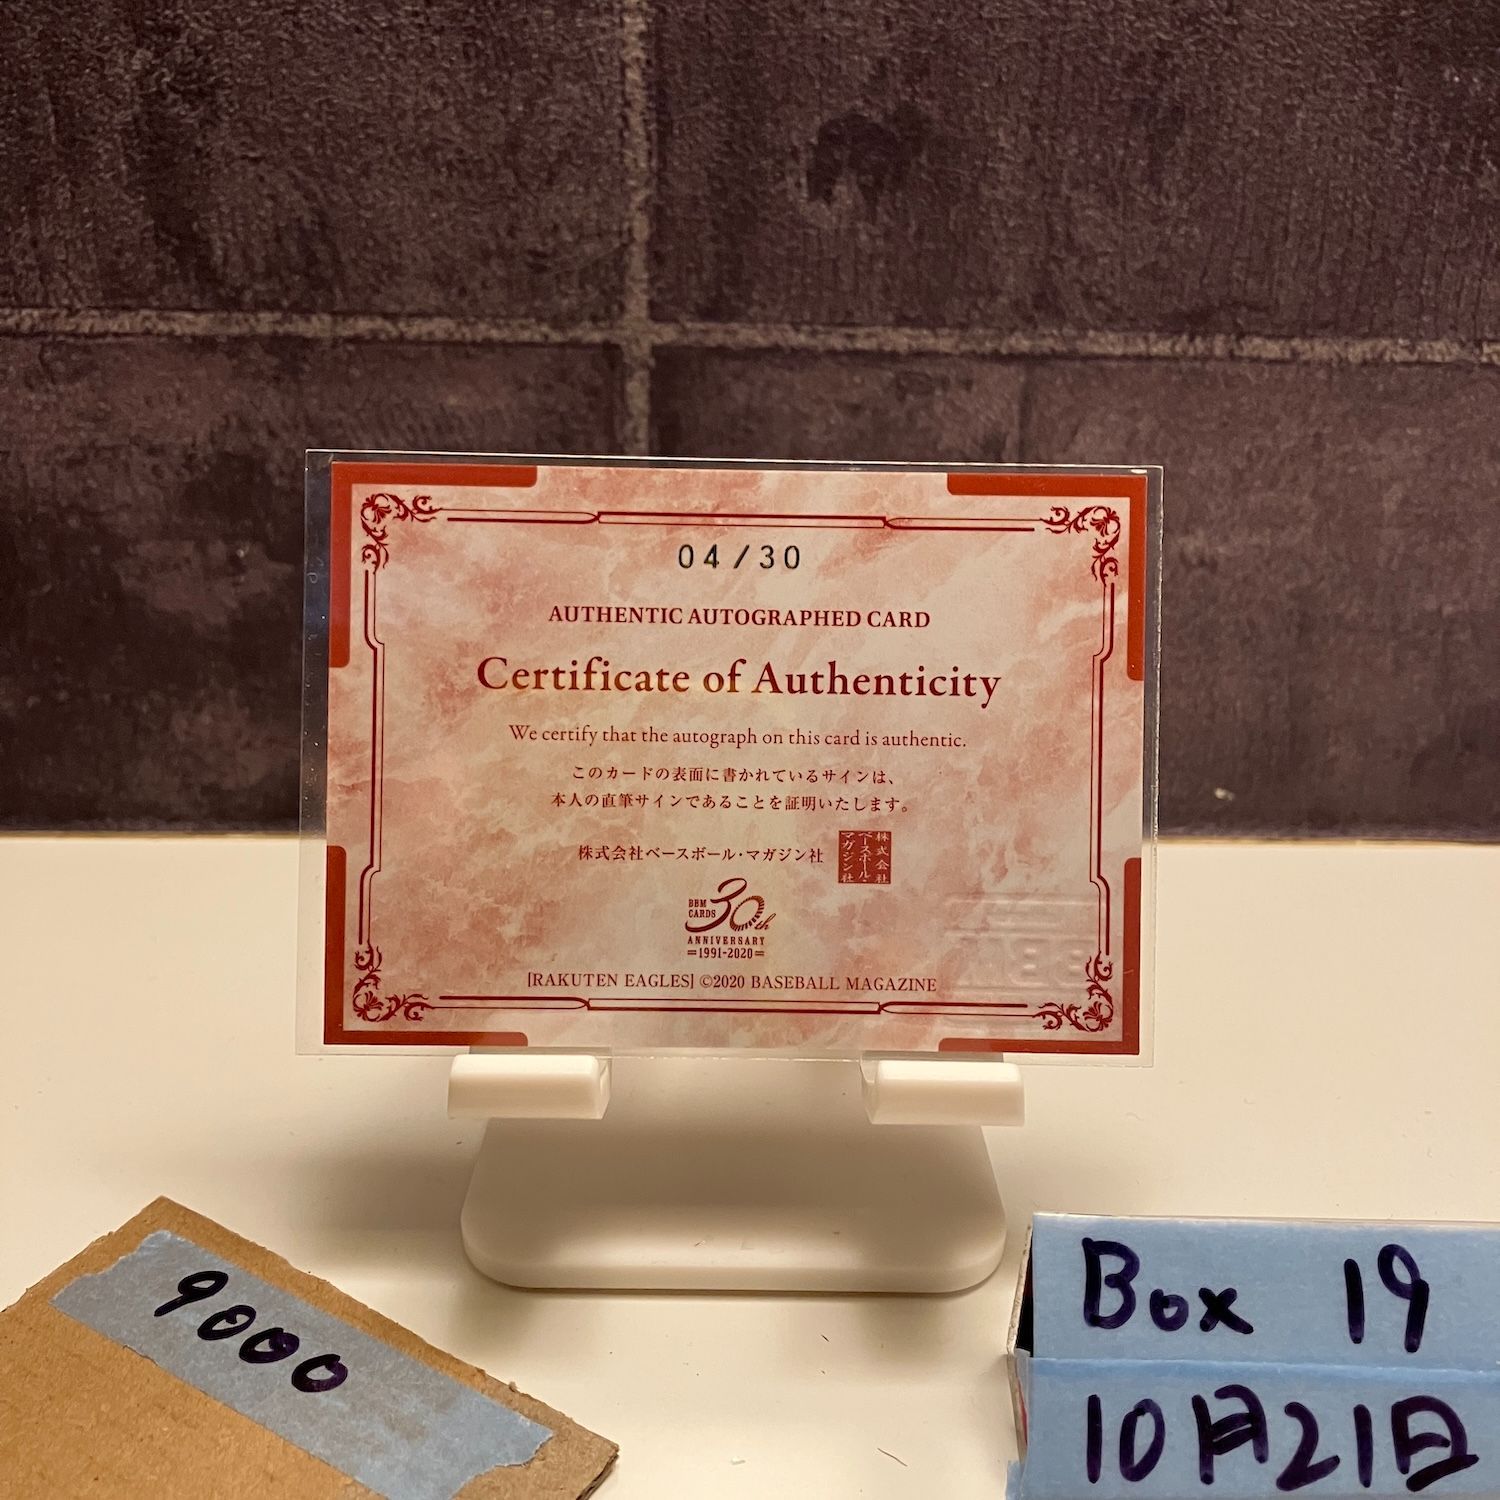 04/30
AUTHENTIC AUTOGRAPHED CARD
Certificate of Authenticity
We certify that the autograph on this card is authentic.
このカードの表面に書かれているサインは、
本人の直筆サインであることを証明いたします。
株式会社ベースボール・マガジン社
株式会社
ベースボール・
マガジン社
BBM
CARDS
30th
ANNIVERSARY
=1991-2020=
[RAKUTEN EAGLES] ©2020 BASEBALL MAGAZINE
9000
Box 19
10月21日